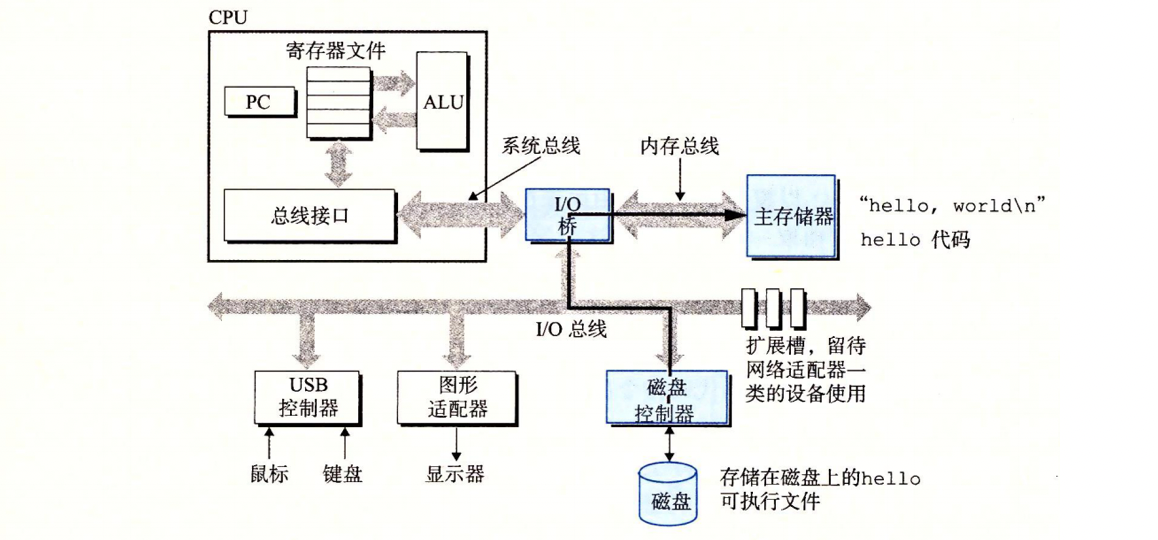 CPU
寄存器文件
PC
ALU
系统总线
内存总线
总线接口
I/O
桥
主存储器
“hello, world\n”
hello 代码
I/O 总线
扩展槽，留待
网络适配器一
类的设备使用
USB
控制器
图形
适配器
磁盘
控制器
鼠标
键盘
显示器
磁盘
存储在磁盘上的hello
可执行文件